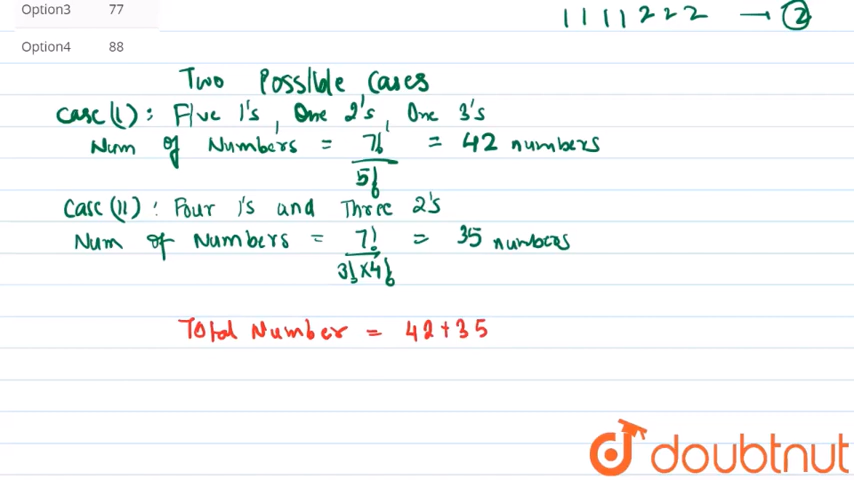 Option3 77
1 1 1 1 2 2 2 → ②
Option4 88
Two Possible Cases
Case(I): Five 1's, One 2's, One 3's
Num of Numbers = 7!/5! = 42 numbers
Case(II): Four 1's and Three 2's
Num of Numbers = 7!/3!×4! = 35 numbers
Total Number = 42+35
doubtnut